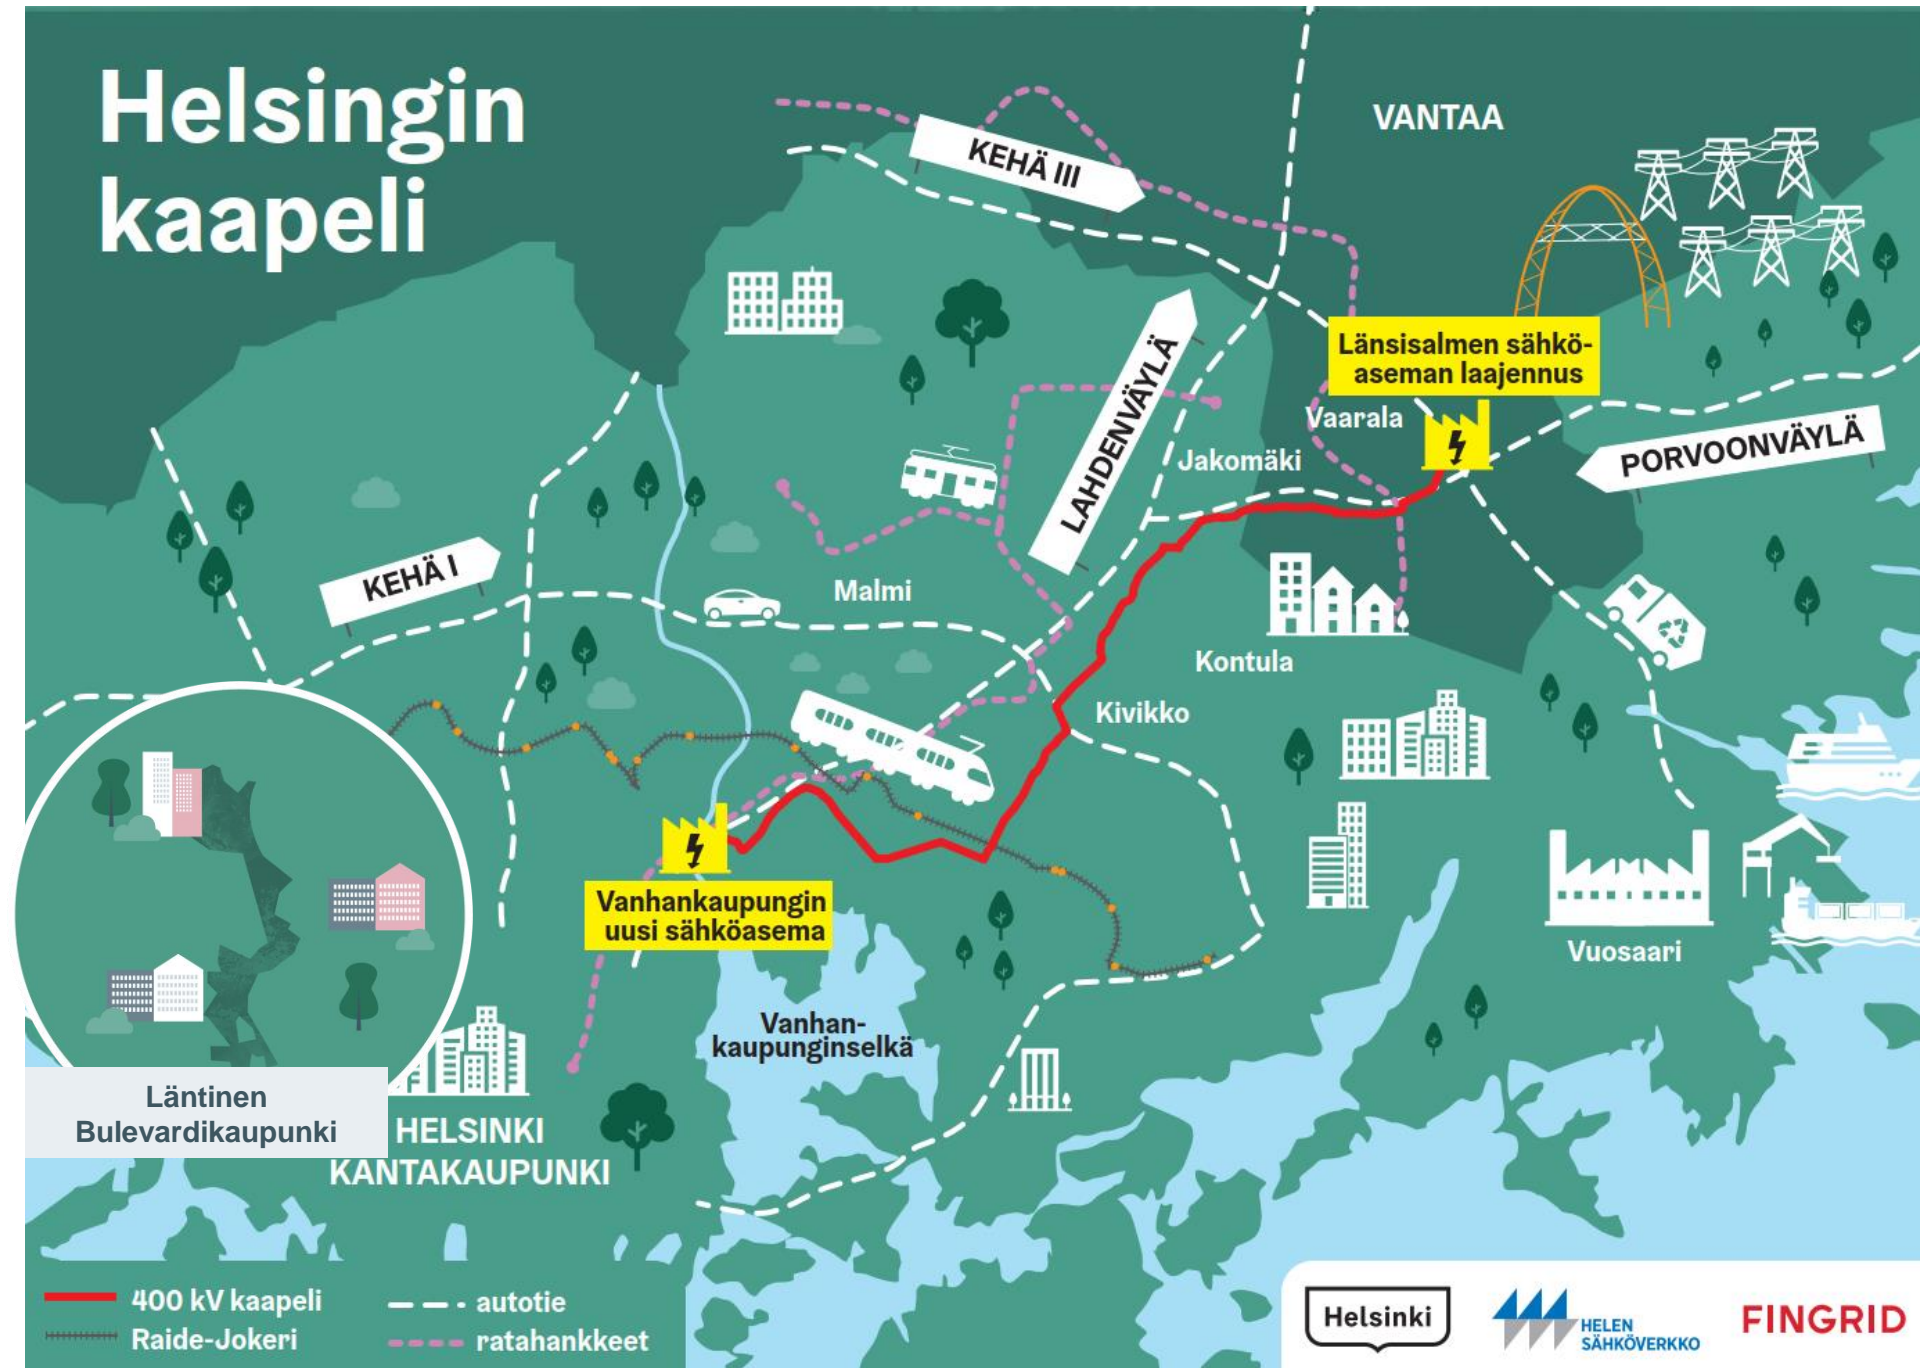 Helsingin
kaapeli
VANTAA
KEHÄ III
LAHDENVÄYLÄ
Länsisalmen sähkö-
aseman laajennus
Vaarala
Jakomäki
PORVOONVÄYLÄ
KEHÄ I
Malmi
Kontula
Kivikko
Vanhankaupungin
uusi sähköasema
Vuosaari
Vanhan-
kaupunginselkä
Läntinen
Bulevardikaupunki
HELSINKI
KANTAKAUPUNKI
400 kV kaapeli
Raide-Jokeri
autotie
ratahankkeet
Helsinki
HELEN
SÄHKÖVERKKO
FINGRID